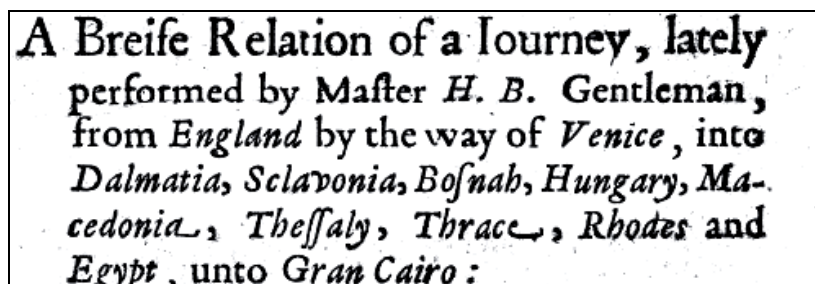 A Breife Relation of a Iourney, lately
performed by Maſter H. B. Gentleman,
from England by the way of Venice, into
Dalmatia, Sclavonia, Boſnah, Hungary, Ma-
cedonia, Theſſaly, Thrace, Rhodes and
Egypt, unto Gran Cairo: